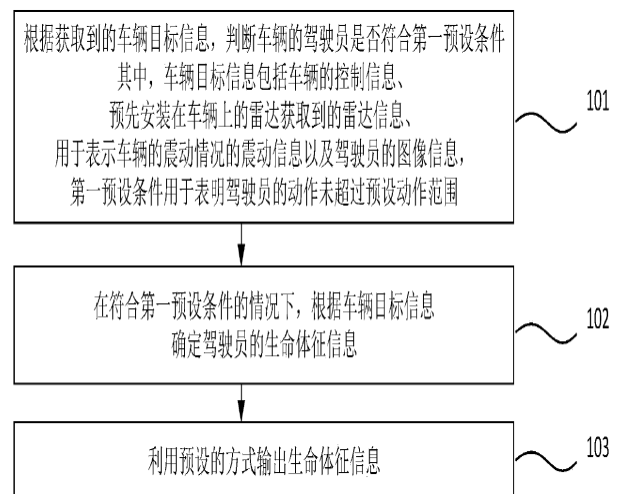 根据获取到的车辆目标信息，判断车辆的驾驶员是否符合第一预设条件
其中，车辆目标信息包括车辆的控制信息、
预先安装在车辆上的雷达获取到的雷达信息、
用于表示车辆的震动情况的震动信息以及驾驶员的图像信息，
第一预设条件用于表明驾驶员的动作未超过预设动作范围
101
在符合第一预设条件的情况下，根据车辆目标信息
确定驾驶员的生命体征信息
102
利用预设的方式输出生命体征信息
103